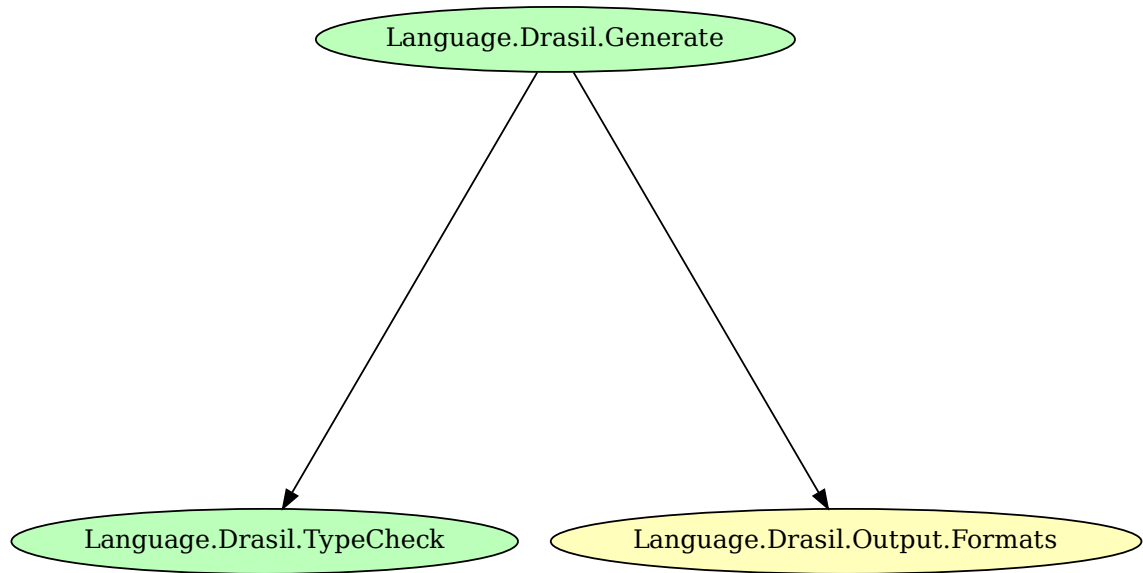 Language.Drasil.Generate
Language.Drasil.TypeCheck
Language.Drasil.Output.Formats